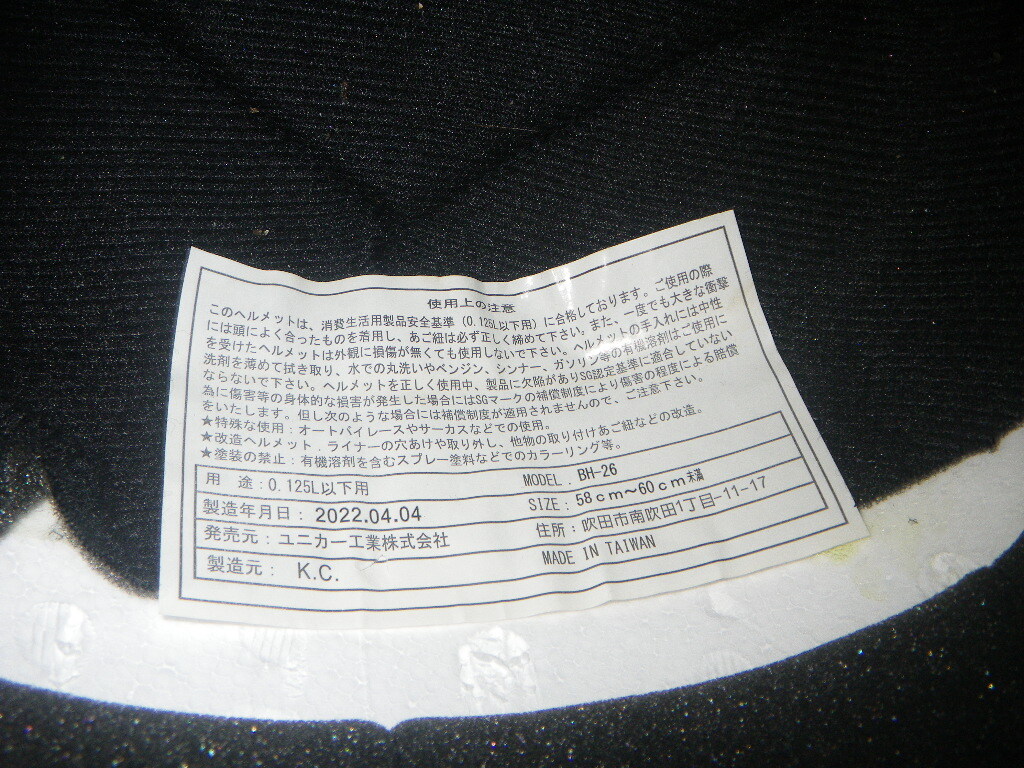 使用上の注意
このヘルメットは、消費生活用製品安全基準（0.125L以下用）に合格しております。ご使用の際
には頭によく合ったものを着用し、あご紐は必ず正しく締めて下さい。また、一度でも大きな衝撃
を受けたヘルメットは外観に損傷が無くても使用しないで下さい。ヘルメットの手入れには中性
洗剤を薄めて拭き取り、水での丸洗いやベンジン、シンナー、ガソリン等の有機溶剤はご使用に
ならないで下さい。ヘルメットを正しく使用中、製品に欠陥がありSG認定基準に適合していない
為に傷害等の身体的な損害が発生した場合にはSGマークの補償制度により傷害の程度による賠償
をいたします。但し次のような場合には補償制度が適用されませんので、ご注意下さい。
★特殊な使用：オートバイレースやサーカスなどでの使用。
★改造ヘルメット．ライナーの穴あけや取り外し、他物の取り付けあご紐などの改造。
★塗装の禁止：有機溶剤を含むスプレー塗料などでのカラーリング等。
用　途：0.125L以下用　MODEL．BH-26
製造年月日：2022.04.04　SIZE：58ｃｍ～60ｃｍ未満
発売元：ユニカー工業株式会社　住所：吹田市南吹田1丁目-11-17
製造元：K.C.　MADE IN TAIWAN